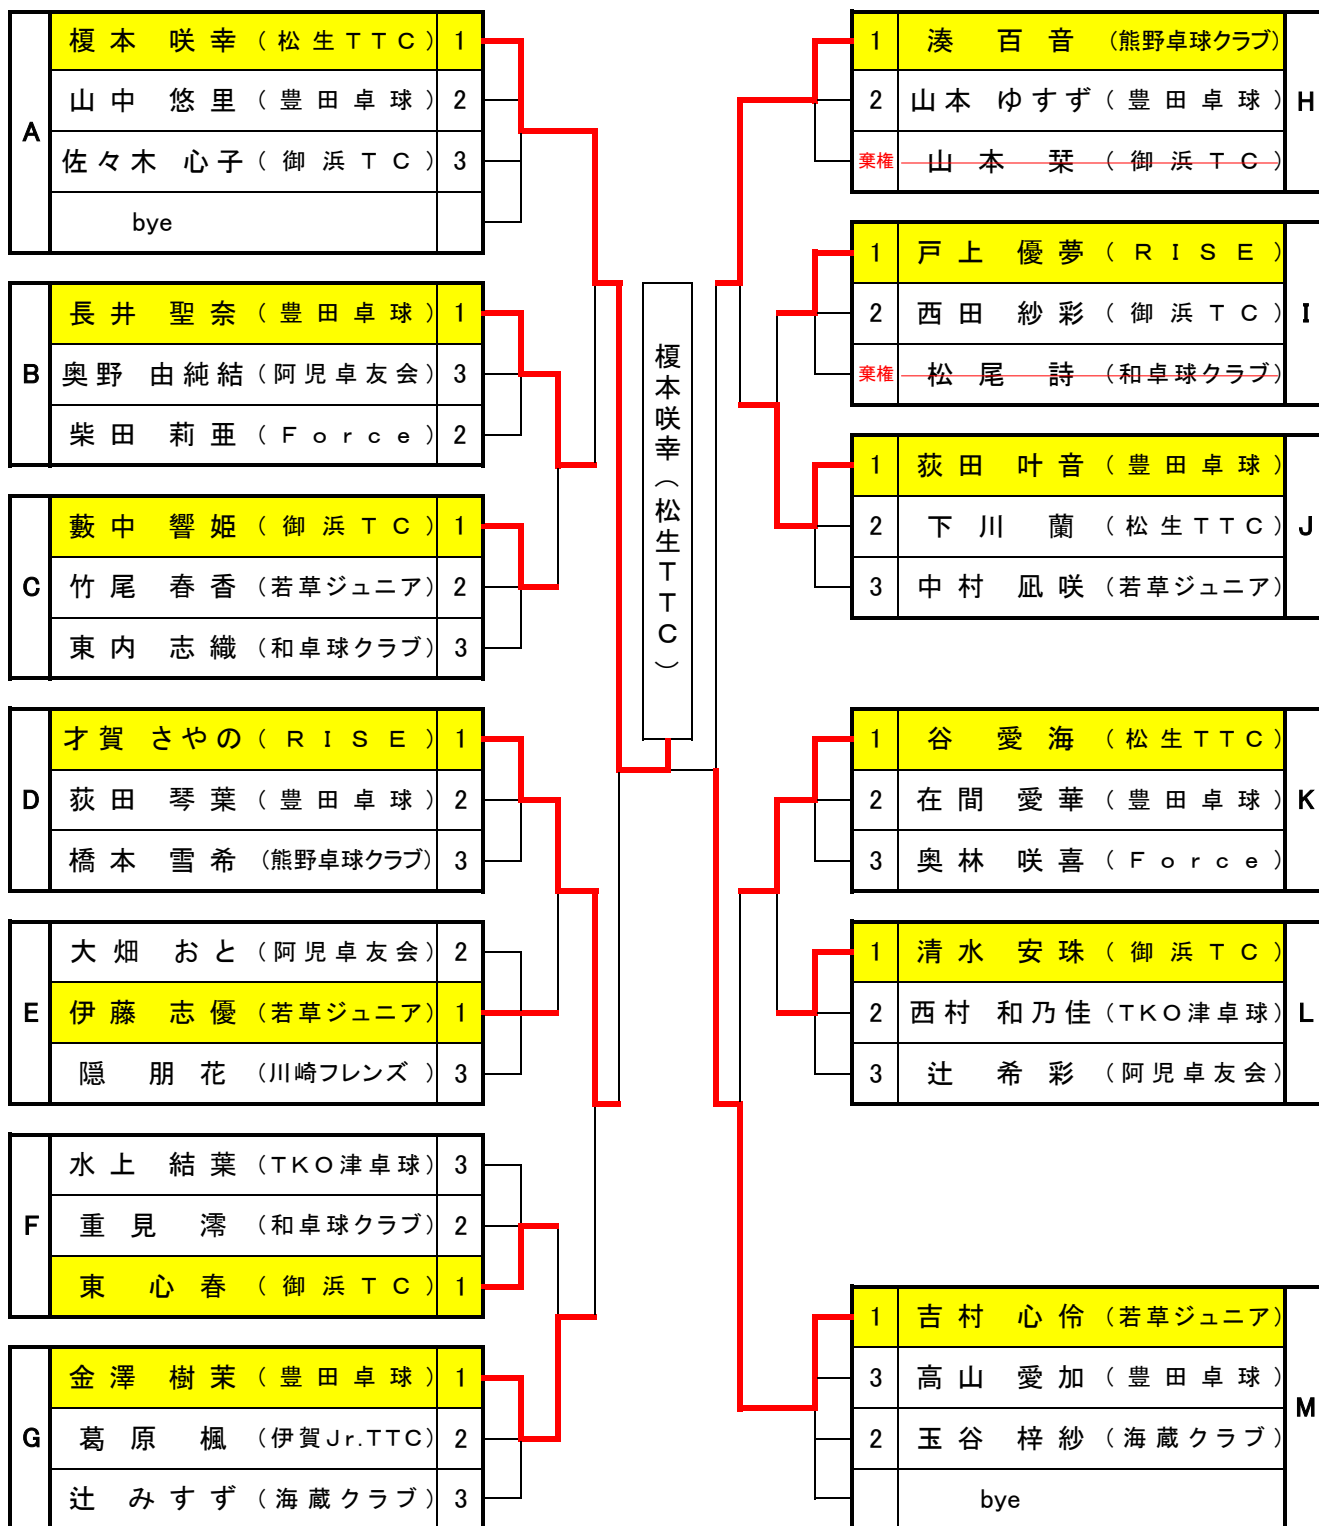 A
榎本 咲幸 (松生TTC) 1
山中 悠里 (豊田卓球) 2
佐々木 心子 (御浜TC) 3
bye
B
長井 聖奈 (豊田卓球) 1
奥野 由純結 (阿児卓友会) 3
柴田 莉亜 (Force) 2
C
藪中 響姫 (御浜TC) 1
竹尾 春香 (若草ジュニア) 2
東内 志織 (和卓球クラブ) 3
D
才賀 さやの (RISE) 1
荻田 琴葉 (豊田卓球) 2
橋本 雪希 (熊野卓球クラブ) 3
E
大畑 おと (阿児卓友会) 2
伊藤 志優 (若草ジュニア) 1
隠 朋花 (川崎フレンズ) 3
F
水上 結葉 (TKO津卓球) 3
重見 澪 (和卓球クラブ) 2
東 心春 (御浜TC) 1
G
金澤 樹茉 (豊田卓球) 1
葛原 楓 (伊賀Jr.TTC) 2
辻 みすず (海蔵クラブ) 3
榎本咲幸(松生TTC)
1 湊 百音 (熊野卓球クラブ)
2 山本 ゆすず (豊田卓球)
棄権 山本 栞 (御浜TC)
H
1 戸上 優夢 (RISE)
2 西田 紗彩 (御浜TC)
棄権 松尾 詩 (和卓球クラブ)
I
1 荻田 叶音 (豊田卓球)
2 下川 蘭 (松生TTC)
3 中村 凪咲 (若草ジュニア)
J
1 谷 愛海 (松生TTC)
2 在間 愛華 (豊田卓球)
3 奥林 咲喜 (Force)
K
1 清水 安珠 (御浜TC)
2 西村 和乃佳 (TKO津卓球)
3 辻 希彩 (阿児卓友会)
L
1 吉村 心伶 (若草ジュニア)
3 高山 愛加 (豊田卓球)
2 玉谷 梓紗 (海蔵クラブ)
bye
M